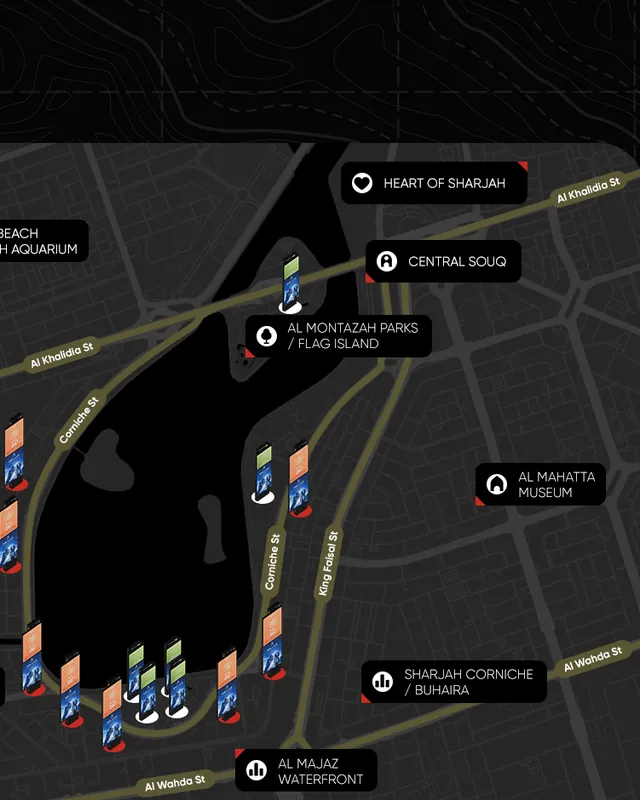 HEART OF SHARJAH
Al Khalidia St
BEACH
H AQUARIUM
CENTRAL SOUQ
AL MONTAZAH PARKS
/ FLAG ISLAND
Al Khalidia St
Corniche St
AL MAHATTA
MUSEUM
Corniche St
King Faisal St
Al Wahda St
SHARJAH CORNICHE
/ BUHAIRA
AL MAJAZ
WATERFRONT
Al Wahda St